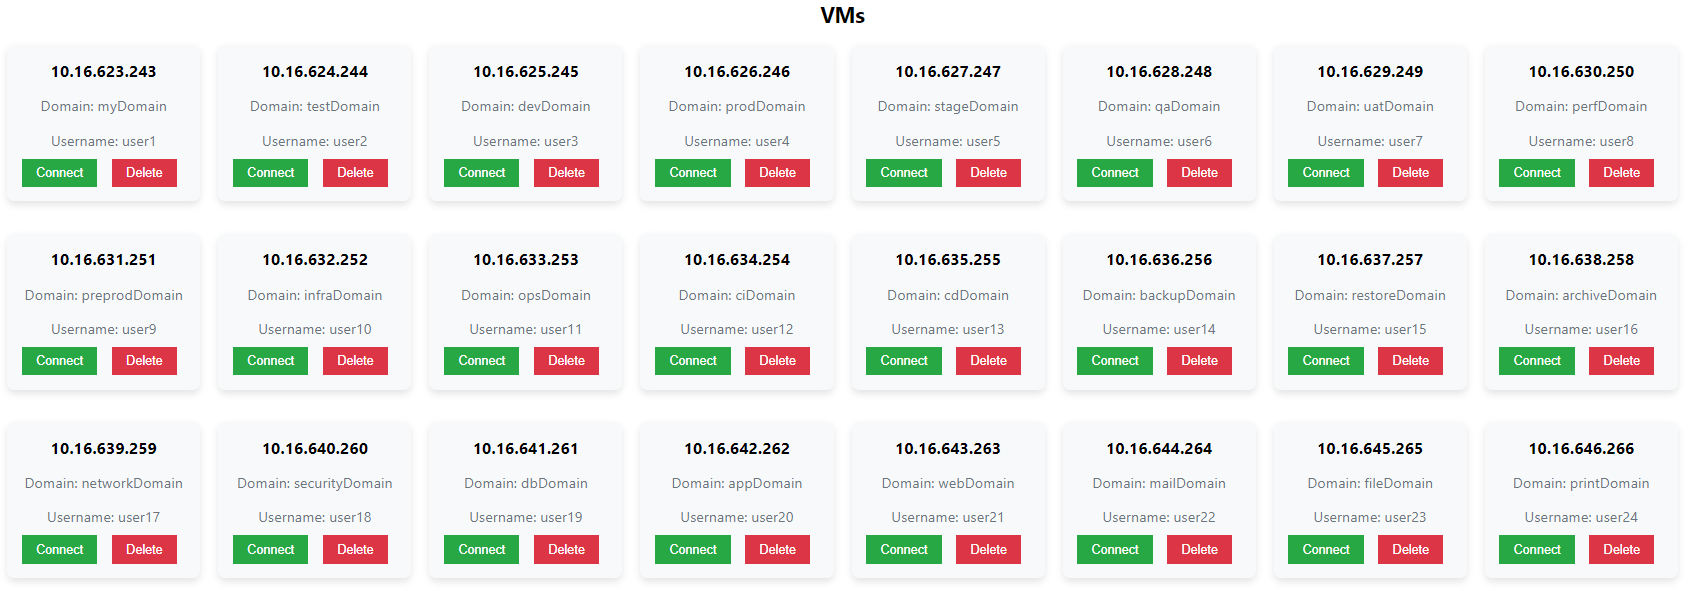 VMs
10.16.623.243
Domain: myDomain
Username: user1
Connect Delete
10.16.624.244
Domain: testDomain
Username: user2
Connect Delete
10.16.625.245
Domain: devDomain
Username: user3
Connect Delete
10.16.626.246
Domain: prodDomain
Username: user4
Connect Delete
10.16.627.247
Domain: stageDomain
Username: user5
Connect Delete
10.16.628.248
Domain: qaDomain
Username: user6
Connect Delete
10.16.629.249
Domain: uatDomain
Username: user7
Connect Delete
10.16.630.250
Domain: perfDomain
Username: user8
Connect Delete
10.16.631.251
Domain: preprodDomain
Username: user9
Connect Delete
10.16.632.252
Domain: infraDomain
Username: user10
Connect Delete
10.16.633.253
Domain: opsDomain
Username: user11
Connect Delete
10.16.634.254
Domain: ciDomain
Username: user12
Connect Delete
10.16.635.255
Domain: cdDomain
Username: user13
Connect Delete
10.16.636.256
Domain: backupDomain
Username: user14
Connect Delete
10.16.637.257
Domain: restoreDomain
Username: user15
Connect Delete
10.16.638.258
Domain: archiveDomain
Username: user16
Connect Delete
10.16.639.259
Domain: networkDomain
Username: user17
Connect Delete
10.16.640.260
Domain: securityDomain
Username: user18
Connect Delete
10.16.641.261
Domain: dbDomain
Username: user19
Connect Delete
10.16.642.262
Domain: appDomain
Username: user20
Connect Delete
10.16.643.263
Domain: webDomain
Username: user21
Connect Delete
10.16.644.264
Domain: mailDomain
Username: user22
Connect Delete
10.16.645.265
Domain: fileDomain
Username: user23
Connect Delete
10.16.646.266
Domain: printDomain
Username: user24
Connect Delete